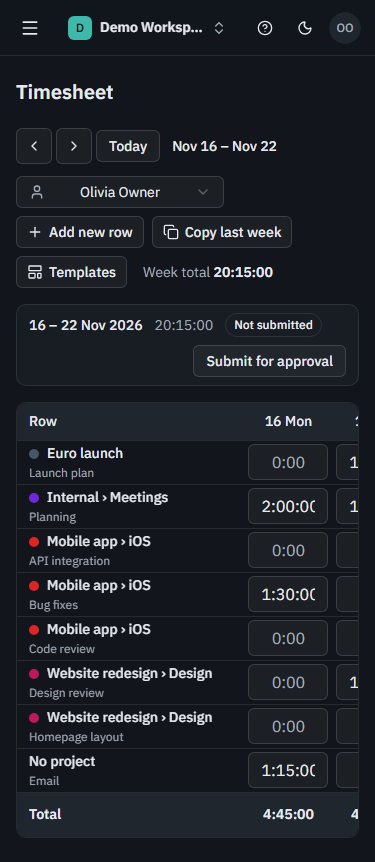 D Demo Worksp... OO
Timesheet
Today Nov 16 – Nov 22
Olivia Owner
Add new row Copy last week
Templates Week total 20:15:00
16 – 22 Nov 2026 20:15:00 Not submitted
Submit for approval
Row 16 Mon
Euro launch 0:00 1
Launch plan
Internal › Meetings 2:00:00 1
Planning
Mobile app › iOS 0:00
API integration
Mobile app › iOS 1:30:00
Bug fixes
Mobile app › iOS 0:00
Code review
Website redesign › Design 0:00 1
Design review
Website redesign › Design 0:00
Homepage layout
No project 1:15:00
Email
Total 4:45:00 4